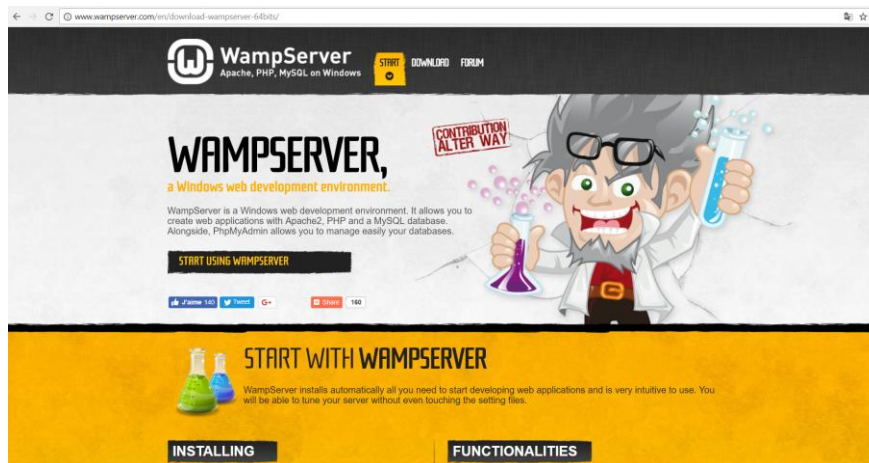 www.wampserver.com/en/download-wampserver-64bits/
WampServer
Apache, PHP, MySQL on Windows
START DOWNLOAD FORUM
CONTRIBUTION
ALTER WAY
WAMPSERVER,
a Windows web development environment.
WampServer is a Windows web development environment. It allows you to
create web applications with Apache2, PHP and a MySQL database.
Alongside, PhpMyAdmin allows you to manage easily your databases.
START USING WAMPSERVER
J'aime 140 Tweet G+ Share 160
START WITH WAMPSERVER
WampServer installs automatically all you need to start developing web applications and is very intuitive to use. You
will be able to tune your server without even touching the setting files.
INSTALLING FUNCTIONALITIES